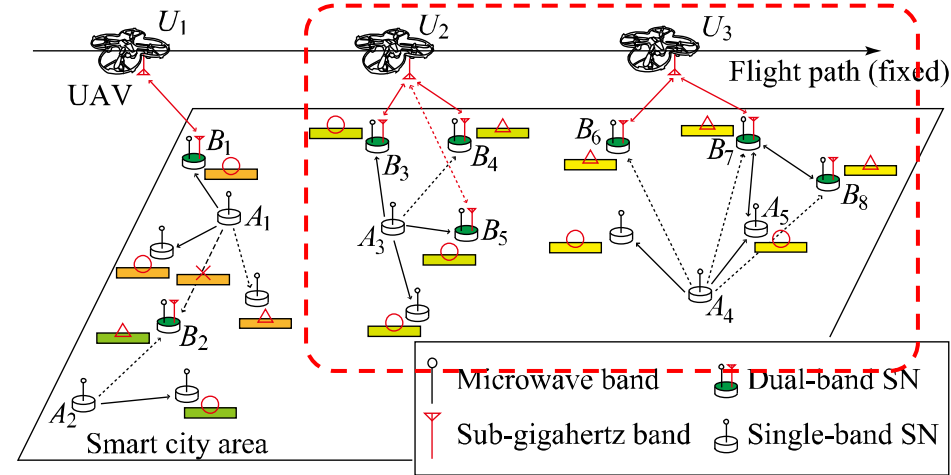 U₁
U₂
U₃
UAV
Flight path (fixed)
B₁
B₃
B₄
B₆
B₇
B₈
A₁
A₃
B₅
A₅
A₄
B₂
A₂
Smart city area
Microwave band
Dual-band SN
Sub-gigahertz band
Single-band SN